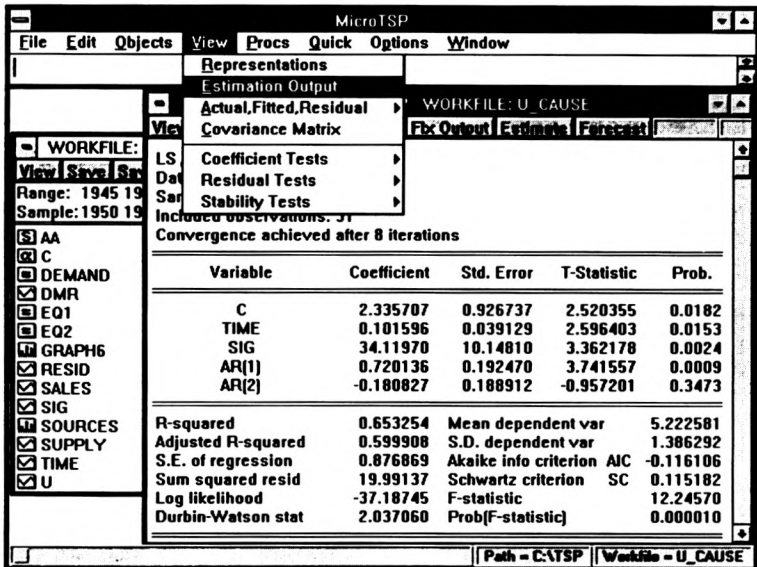 MicroTSP
File Edit Objects View Procs Quick Options Window
Representations
Estimation Output
Actual,Fitted,Residual
Covariance Matrix
Coefficient Tests
Residual Tests
Stability Tests
WORKFILE: U_CAUSE
View Fix Output Estimate Forecast
WORKFILE:
View Save
Range: 1945 19
Sample: 1950 19
AA
C
DEMAND
DMR
EQ1
EQ2
GRAPH6
RESID
SALES
SIG
SOURCES
SUPPLY
TIME
U
LS
Dat
Sar
Included observations: 31
Convergence achieved after 8 iterations
Variable Coefficient Std. Error T-Statistic Prob.
C 2.335707 0.926737 2.520355 0.0182
TIME 0.101596 0.039129 2.596403 0.0153
SIG 34.11970 10.14810 3.362178 0.0024
AR(1) 0.720136 0.192470 3.741557 0.0009
AR(2) -0.180827 0.188912 -0.957201 0.3473
R-squared 0.653254 Mean dependent var 5.222581
Adjusted R-squared 0.599908 S.D. dependent var 1.386292
S.E. of regression 0.876869 Akaike info criterion AIC -0.116106
Sum squared resid 19.99137 Schwartz criterion SC 0.115182
Log likelihood -37.18745 F-statistic 12.24570
Durbin-Watson stat 2.037060 Prob(F-statistic) 0.000010
Path = C:\TSP Workfile = U_CAUSE